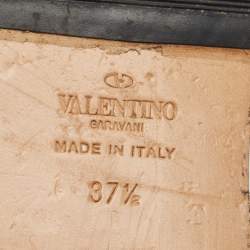 VALENTINO
GARAVANI
MADE IN ITALY
37½